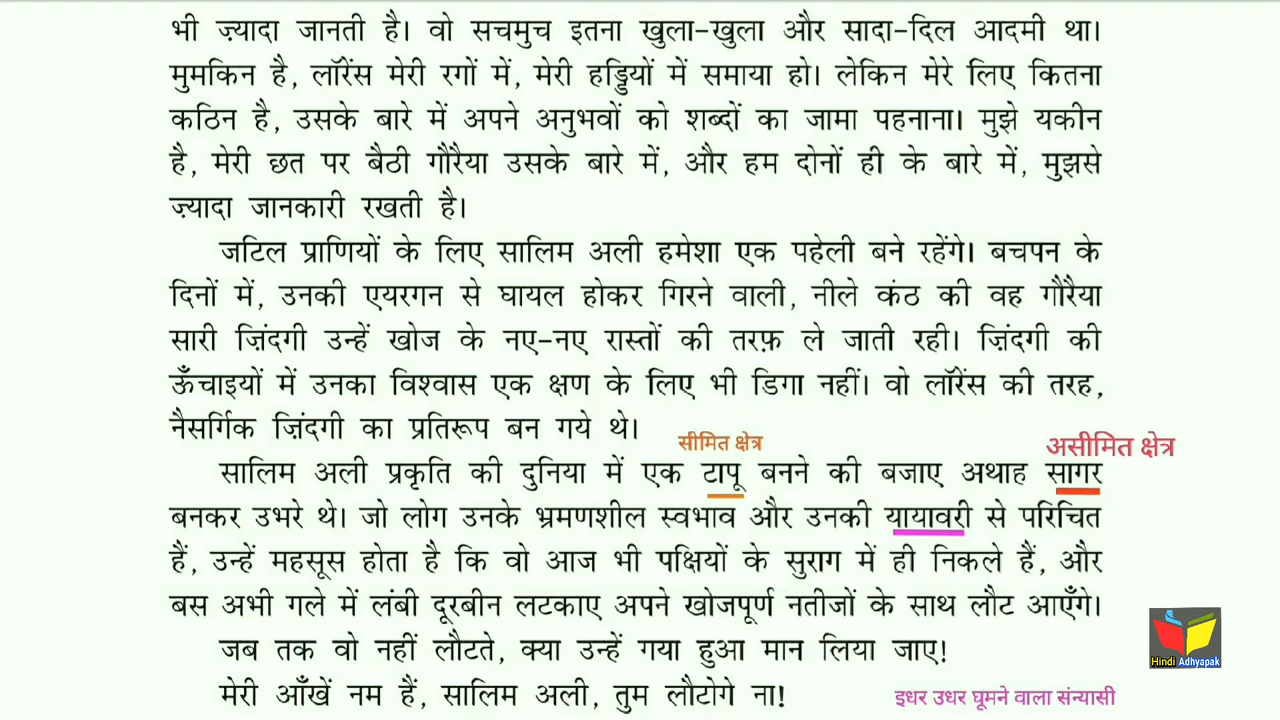 भी ज़्यादा जानती है। वो सचमुच इतना खुला-खुला और सादा-दिल आदमी था।
मुमकिन है, लॉरेंस मेरी रगों में, मेरी हड्डियों में समाया हो। लेकिन मेरे लिए कितना
कठिन है, उसके बारे में अपने अनुभवों को शब्दों का जामा पहनाना। मुझे यकीन
है, मेरी छत पर बैठी गौरैया उसके बारे में, और हम दोनों ही के बारे में, मुझसे
ज़्यादा जानकारी रखती है।
जटिल प्राणियों के लिए सालिम अली हमेशा एक पहेली बने रहेंगे। बचपन के
दिनों में, उनकी एयरगन से घायल होकर गिरने वाली, नीले कंठ की वह गौरैया
सारी ज़िंदगी उन्हें खोज के नए-नए रास्तों की तरफ़ ले जाती रही। ज़िंदगी की
ऊँचाइयों में उनका विश्वास एक क्षण के लिए भी डिगा नहीं। वो लॉरेंस की तरह,
नैसर्गिक ज़िंदगी का प्रतिरूप बन गये थे।
सीमित क्षेत्र
असीमित क्षेत्र
सालिम अली प्रकृति की दुनिया में एक टापू बनने की बजाए अथाह सागर
बनकर उभरे थे। जो लोग उनके भ्रमणशील स्वभाव और उनकी यायावरी से परिचित
हैं, उन्हें महसूस होता है कि वो आज भी पक्षियों के सुराग में ही निकले हैं, और
बस अभी गले में लंबी दूरबीन लटकाए अपने खोजपूर्ण नतीजों के साथ लौट आएँगे।
जब तक वो नहीं लौटते, क्या उन्हें गया हुआ मान लिया जाए!
मेरी आँखें नम हैं, सालिम अली, तुम लौटोगे ना!
इधर उधर घूमने वाला संन्यासी
Hindi Adhyapak